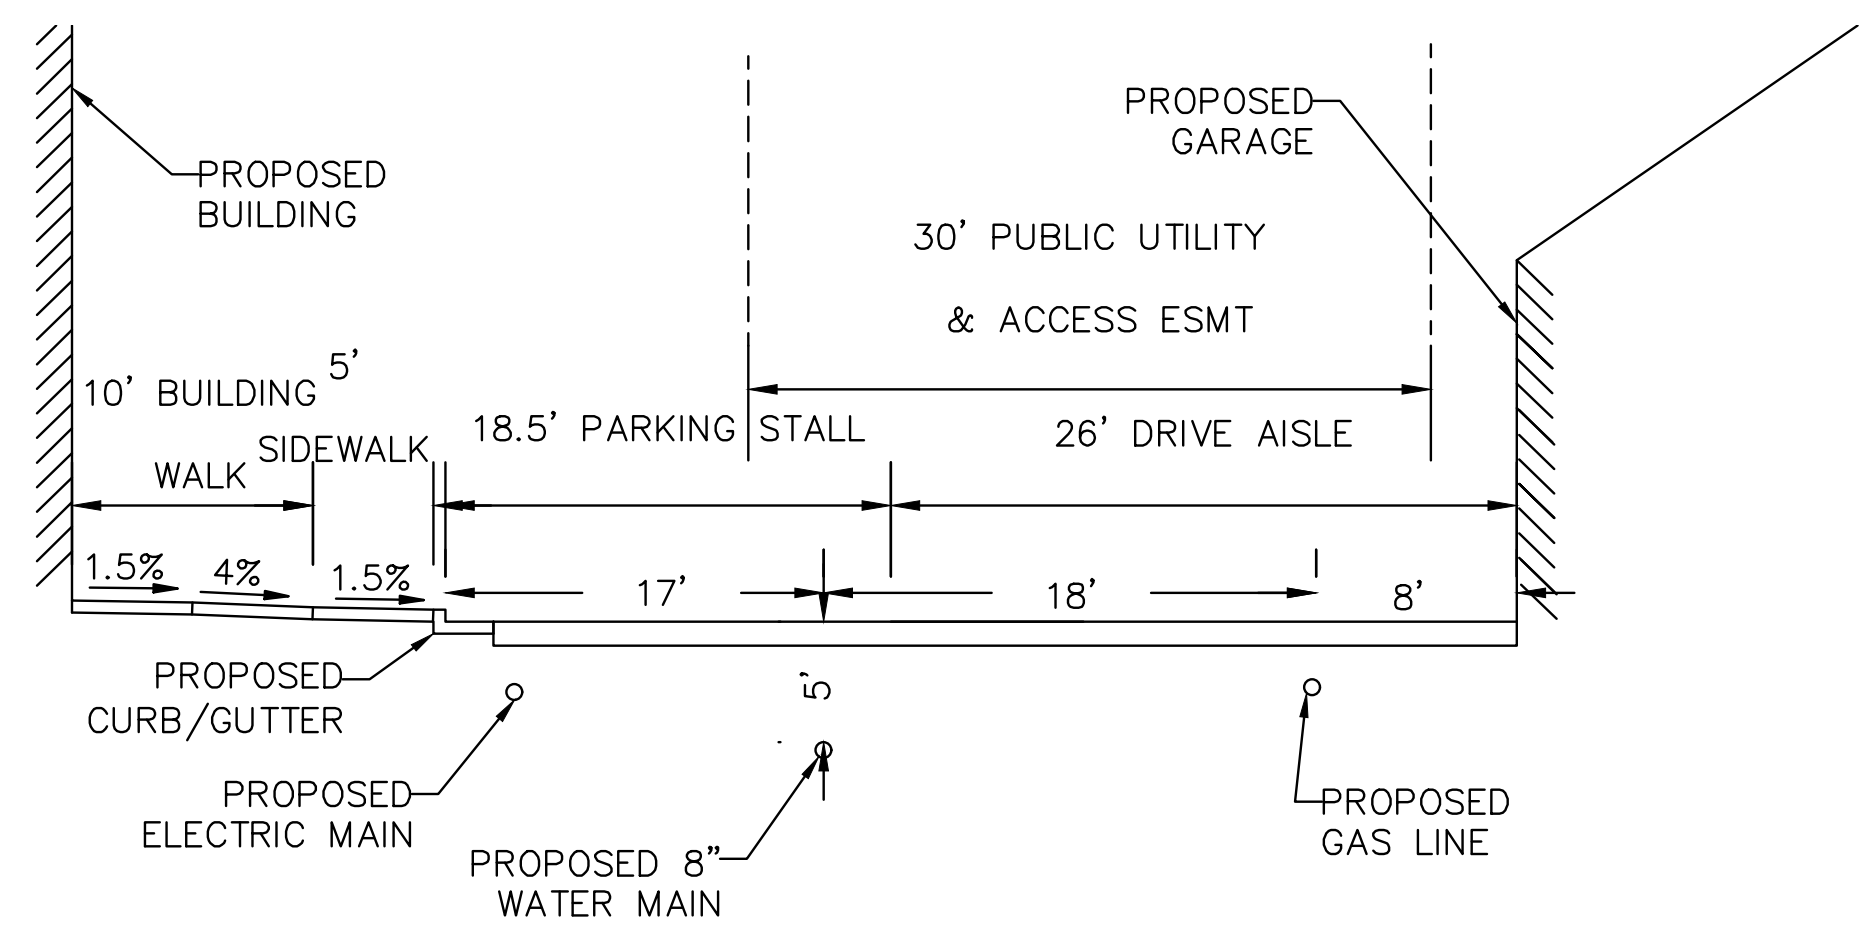 PROPOSED
GARAGE
PROPOSED
BUILDING
30' PUBLIC UTILITY
& ACCESS ESMT
5'
10' BUILDING
18.5' PARKING STALL
26' DRIVE AISLE
SIDEWALK
WALK
1.5%
4%
1.5%
17'
18'
8'
PROPOSED
CURB/GUTTER
5'
PROPOSED
ELECTRIC MAIN
PROPOSED
GAS LINE
PROPOSED 8"
WATER MAIN